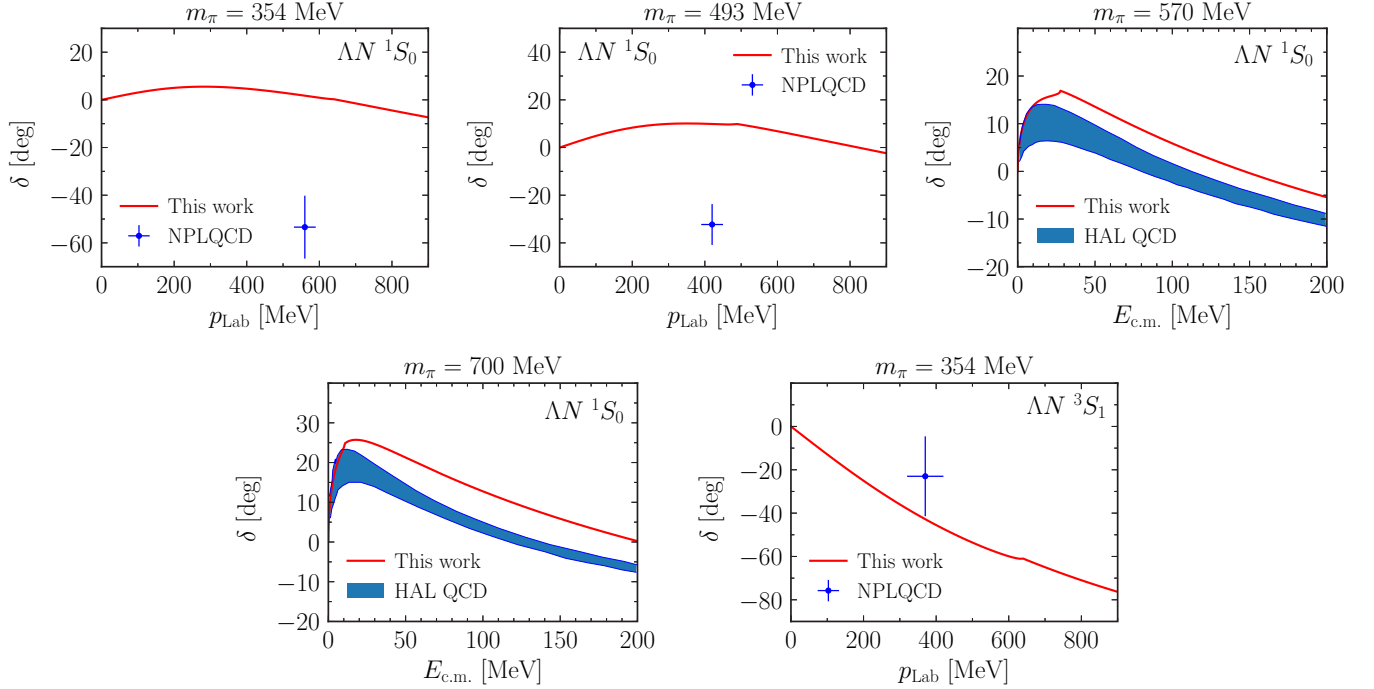 m_π = 354 MeV
ΛN ¹S₀
20
0
−20
−40
−60
δ [deg]
This work
NPLQCD
0 200 400 600 800
p_Lab [MeV]
m_π = 493 MeV
ΛN ¹S₀
This work
NPLQCD
40
20
0
−20
−40
δ [deg]
0 200 400 600 800
p_Lab [MeV]
m_π = 570 MeV
ΛN ¹S₀
20
10
0
−10
−20
δ [deg]
This work
HAL QCD
0 50 100 150 200
E_c.m. [MeV]
m_π = 700 MeV
ΛN ¹S₀
30
20
10
0
−10
−20
δ [deg]
This work
HAL QCD
0 50 100 150 200
E_c.m. [MeV]
m_π = 354 MeV
ΛN ³S₁
0
−20
−40
−60
−80
δ [deg]
This work
NPLQCD
0 200 400 600 800
p_Lab [MeV]